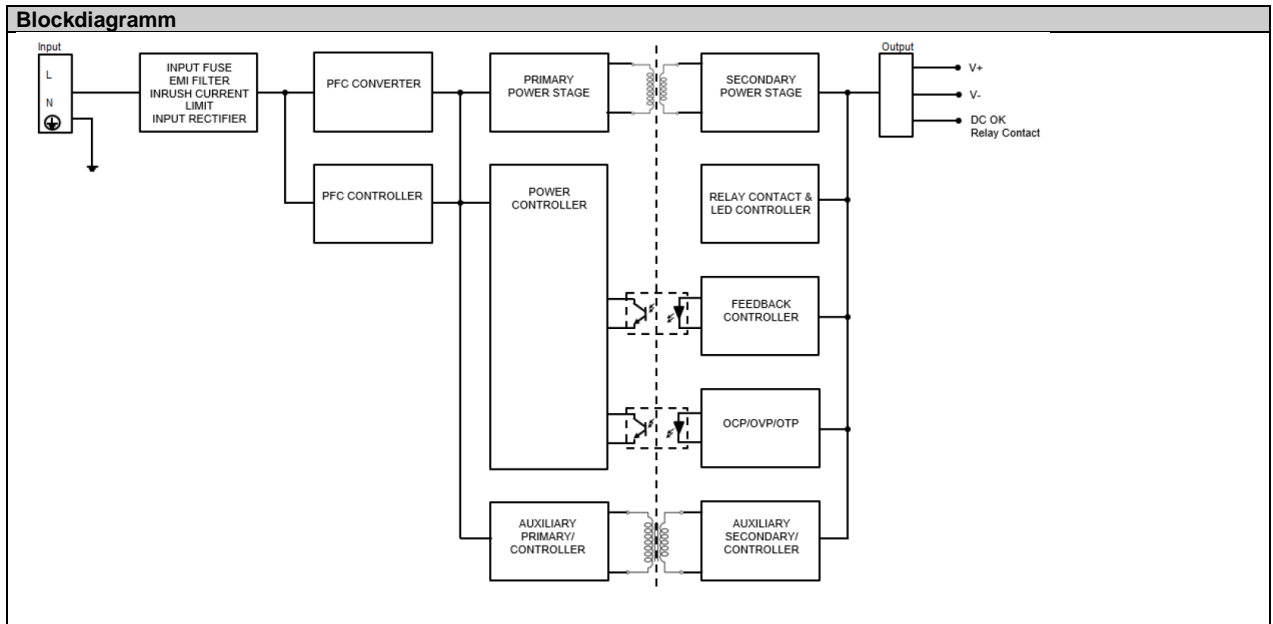 Blockdiagramm
Input
L
N
INPUT FUSE
EMI FILTER
INRUSH CURRENT
LIMIT
INPUT RECTIFIER
PFC CONVERTER
PFC CONTROLLER
PRIMARY
POWER STAGE
POWER
CONTROLLER
AUXILIARY
PRIMARY/
CONTROLLER
SECONDARY
POWER STAGE
RELAY CONTACT &
LED CONTROLLER
FEEDBACK
CONTROLLER
OCP/OVP/OTP
AUXILIARY
SECONDARY/
CONTROLLER
Output
V+
V-
DC OK
Relay Contact